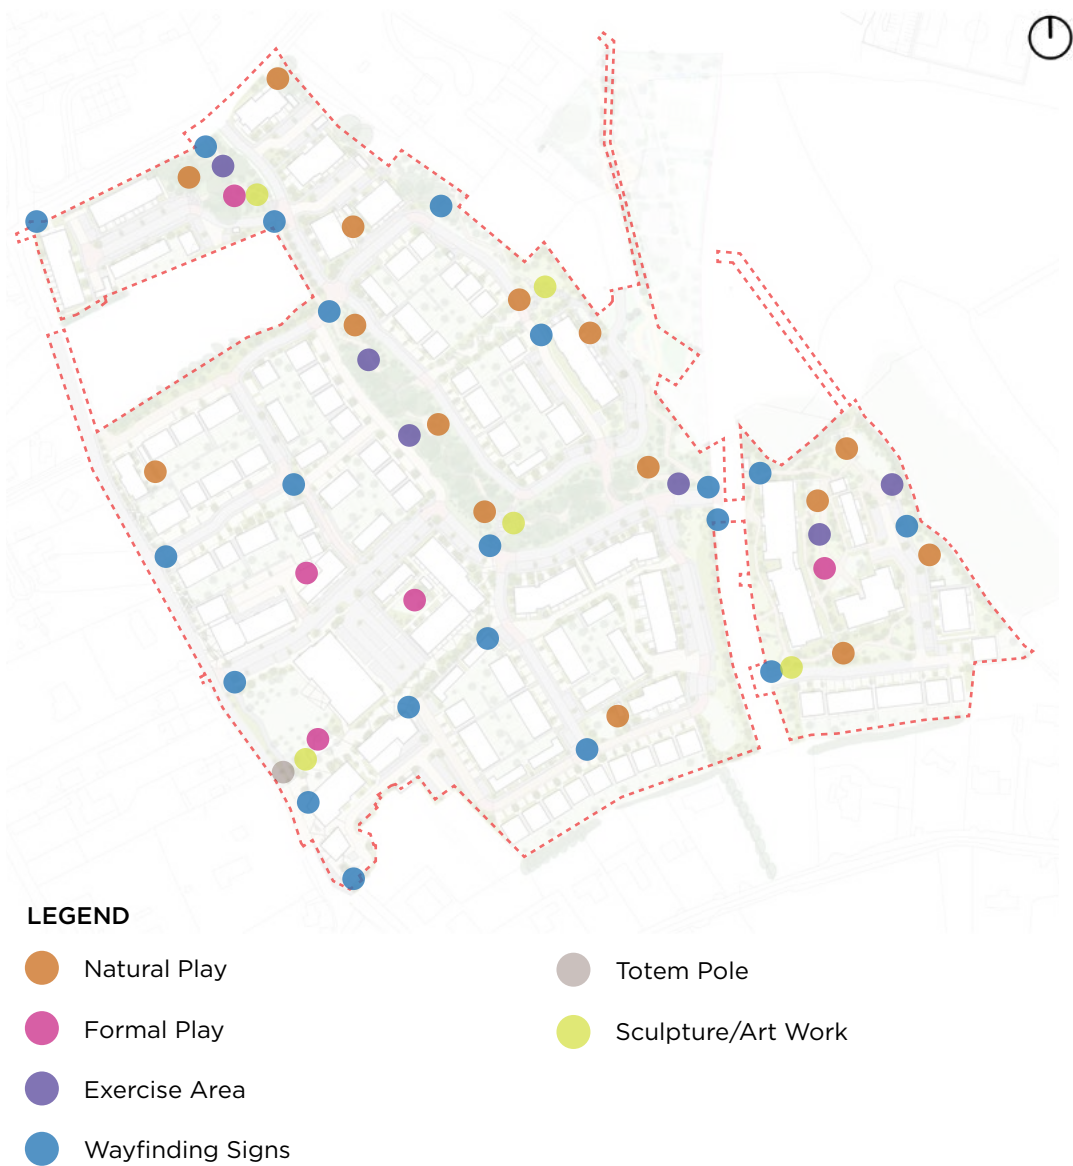 LEGEND
Natural Play
Formal Play
Exercise Area
Wayfinding Signs
Totem Pole
Sculpture/Art Work